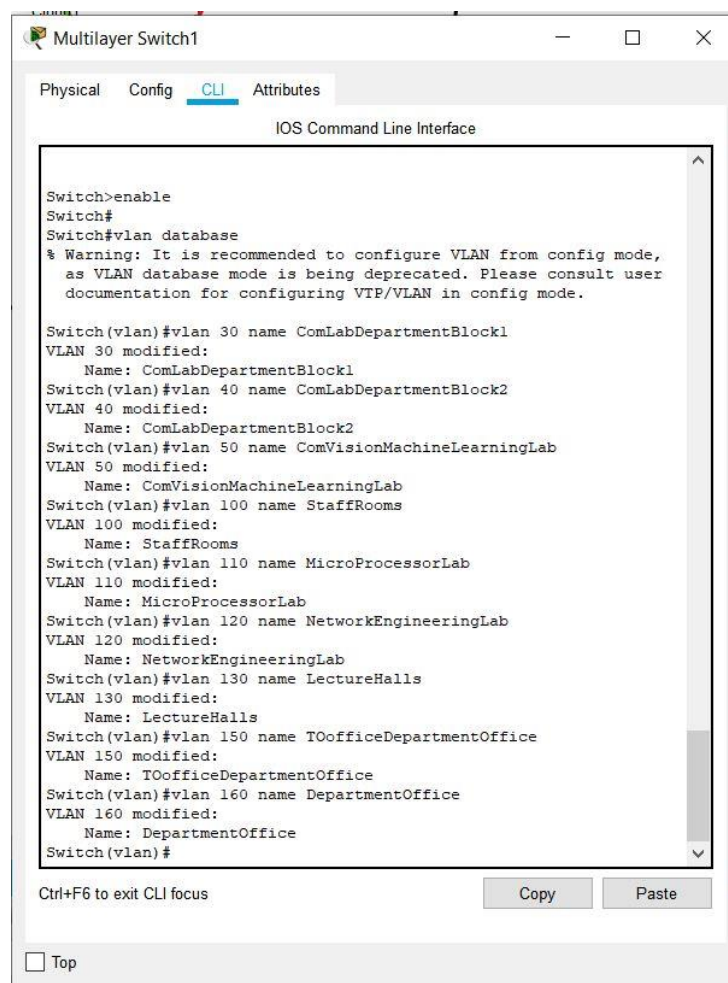 Multilayer Switch1
Physical Config CLI Attributes
IOS Command Line Interface
Switch>enable
Switch#
Switch#vlan database
% Warning: It is recommended to configure VLAN from config mode,
as VLAN database mode is being deprecated. Please consult user
documentation for configuring VTP/VLAN in config mode.
Switch(vlan)#vlan 30 name ComLabDepartmentBlock1
VLAN 30 modified:
Name: ComLabDepartmentBlock1
Switch(vlan)#vlan 40 name ComLabDepartmentBlock2
VLAN 40 modified:
Name: ComLabDepartmentBlock2
Switch(vlan)#vlan 50 name ComVisionMachineLearningLab
VLAN 50 modified:
Name: ComVisionMachineLearningLab
Switch(vlan)#vlan 100 name StaffRooms
VLAN 100 modified:
Name: StaffRooms
Switch(vlan)#vlan 110 name MicroProcessorLab
VLAN 110 modified:
Name: MicroProcessorLab
Switch(vlan)#vlan 120 name NetworkEngineeringLab
VLAN 120 modified:
Name: NetworkEngineeringLab
Switch(vlan)#vlan 130 name LectureHalls
VLAN 130 modified:
Name: LectureHalls
Switch(vlan)#vlan 150 name TOofficeDepartmentOffice
VLAN 150 modified:
Name: TOofficeDepartmentOffice
Switch(vlan)#vlan 160 name DepartmentOffice
VLAN 160 modified:
Name: DepartmentOffice
Switch(vlan)#
Ctrl+F6 to exit CLI focus
Copy Paste
Top